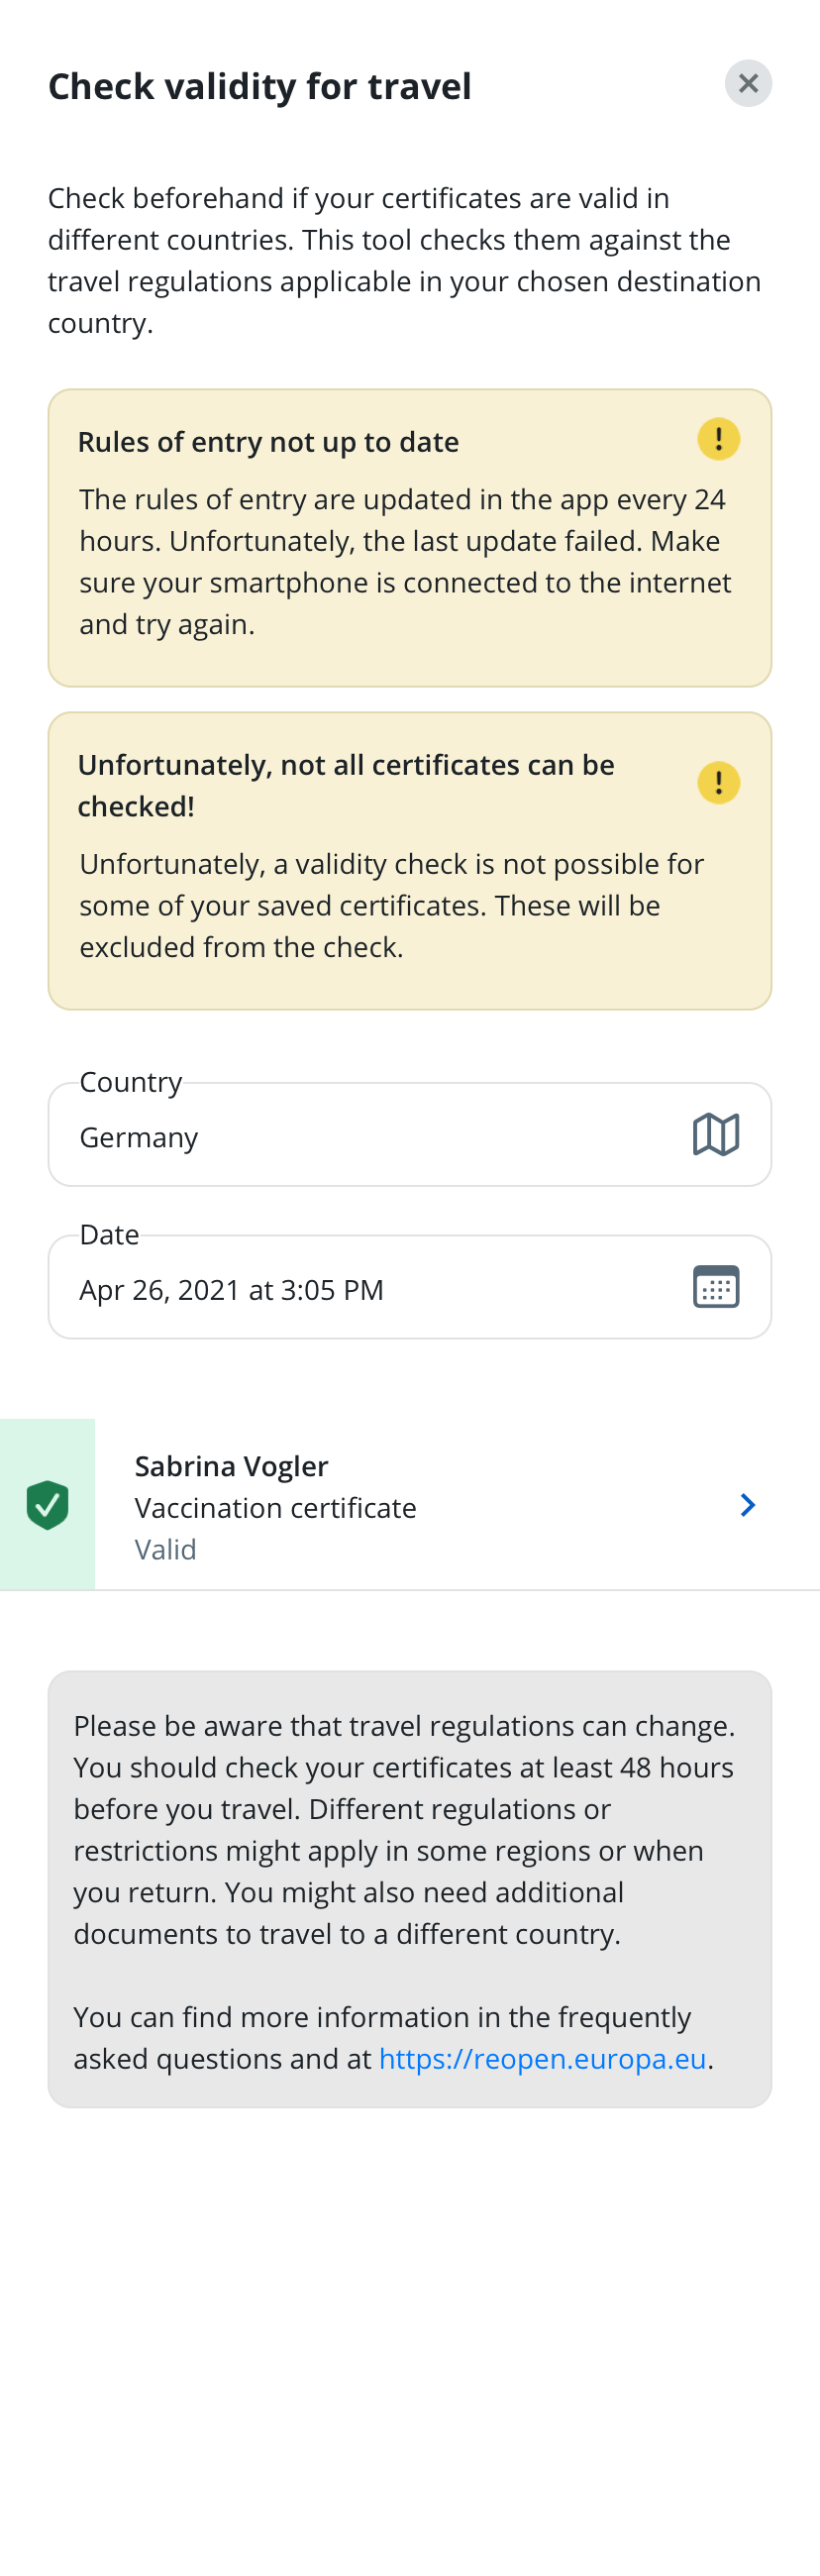 Check validity for travel
Check beforehand if your certificates are valid in
different countries. This tool checks them against the
travel regulations applicable in your chosen destination
country.
Rules of entry not up to date
The rules of entry are updated in the app every 24
hours. Unfortunately, the last update failed. Make
sure your smartphone is connected to the internet
and try again.
Unfortunately, not all certificates can be
checked!
Unfortunately, a validity check is not possible for
some of your saved certificates. These will be
excluded from the check.
Country
Germany
Date
Apr 26, 2021 at 3:05 PM
Sabrina Vogler
Vaccination certificate
Valid
Please be aware that travel regulations can change.
You should check your certificates at least 48 hours
before you travel. Different regulations or
restrictions might apply in some regions or when
you return. You might also need additional
documents to travel to a different country.
You can find more information in the frequently
asked questions and at https://reopen.europa.eu.